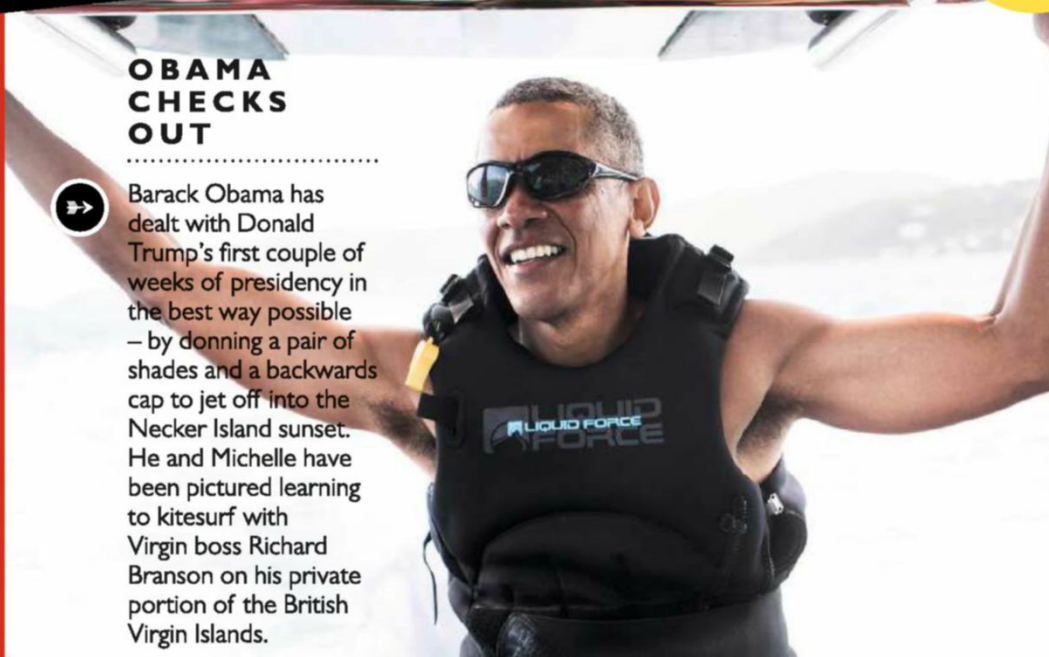 OBAMA
CHECKS
OUT
Barack Obama has
dealt with Donald
Trump's first couple of
weeks of presidency in
the best way possible
– by donning a pair of
shades and a backwards
cap to jet off into the
Necker Island sunset.
He and Michelle have
been pictured learning
to kitesurf with
Virgin boss Richard
Branson on his private
portion of the British
Virgin Islands.
LIQUID
LIQUID FORCE
FORCE